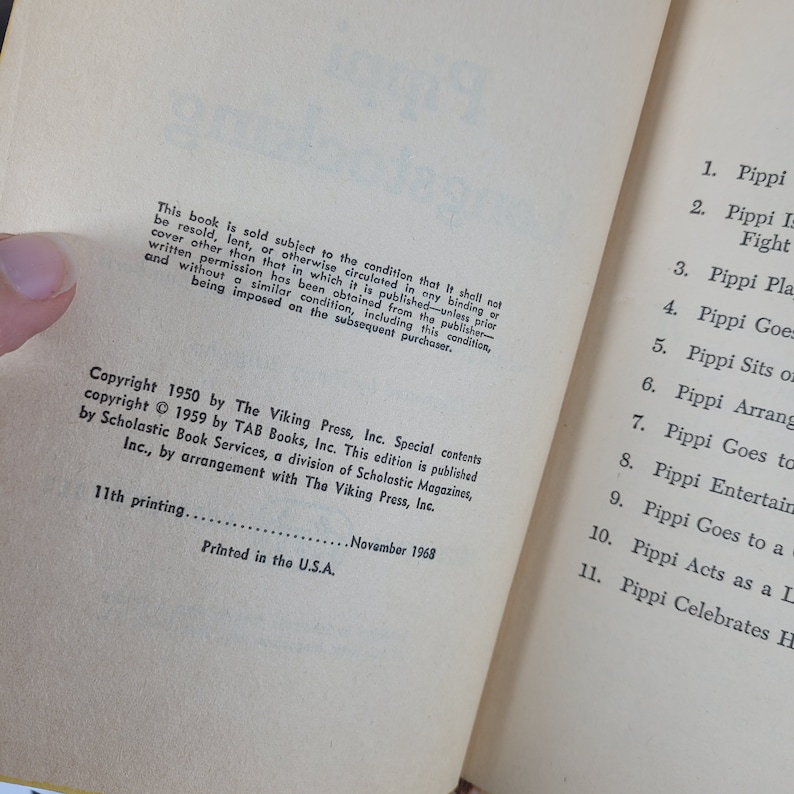 This book is sold subject to the condition that it shall not
be resold, lent, or otherwise circulated in any binding or
cover other than that in which it is published—unless prior
written permission has been obtained from the publisher—
and without a similar condition, including this condition,
being imposed on the subsequent purchaser.
Copyright 1950 by The Viking Press, Inc. Special contents
copyright © 1959 by TAB Books, Inc. This edition is published
by Scholastic Book Services, a division of Scholastic Magazines,
Inc., by arrangement with The Viking Press, Inc.
11th printing......................November 1968
Printed in the U.S.A.
1. Pippi
2. Pippi
Fight
3. Pippi
4. Pippi Goes
5. Pippi Sits
6. Pippi
7. Pippi Goes to
8. Pippi
9. Pippi Goes to a
10. Pippi Acts as a
11. Pippi Celebrates